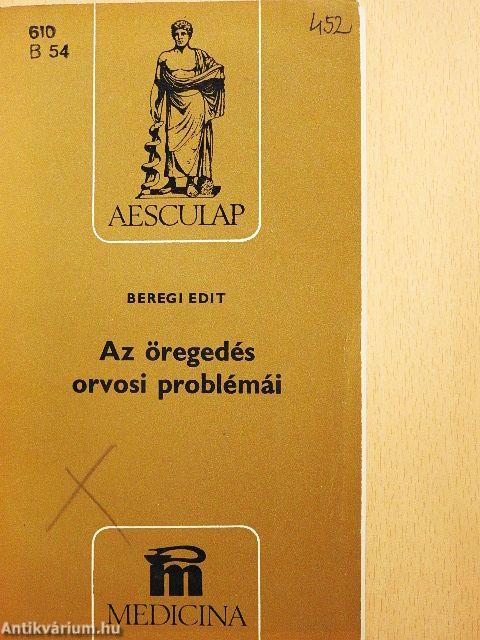 610
B 54
452
AESCULAP
BEREGI EDIT
Az öregedés
orvosi problémái
m
MEDICINA
Antikvárium.hu